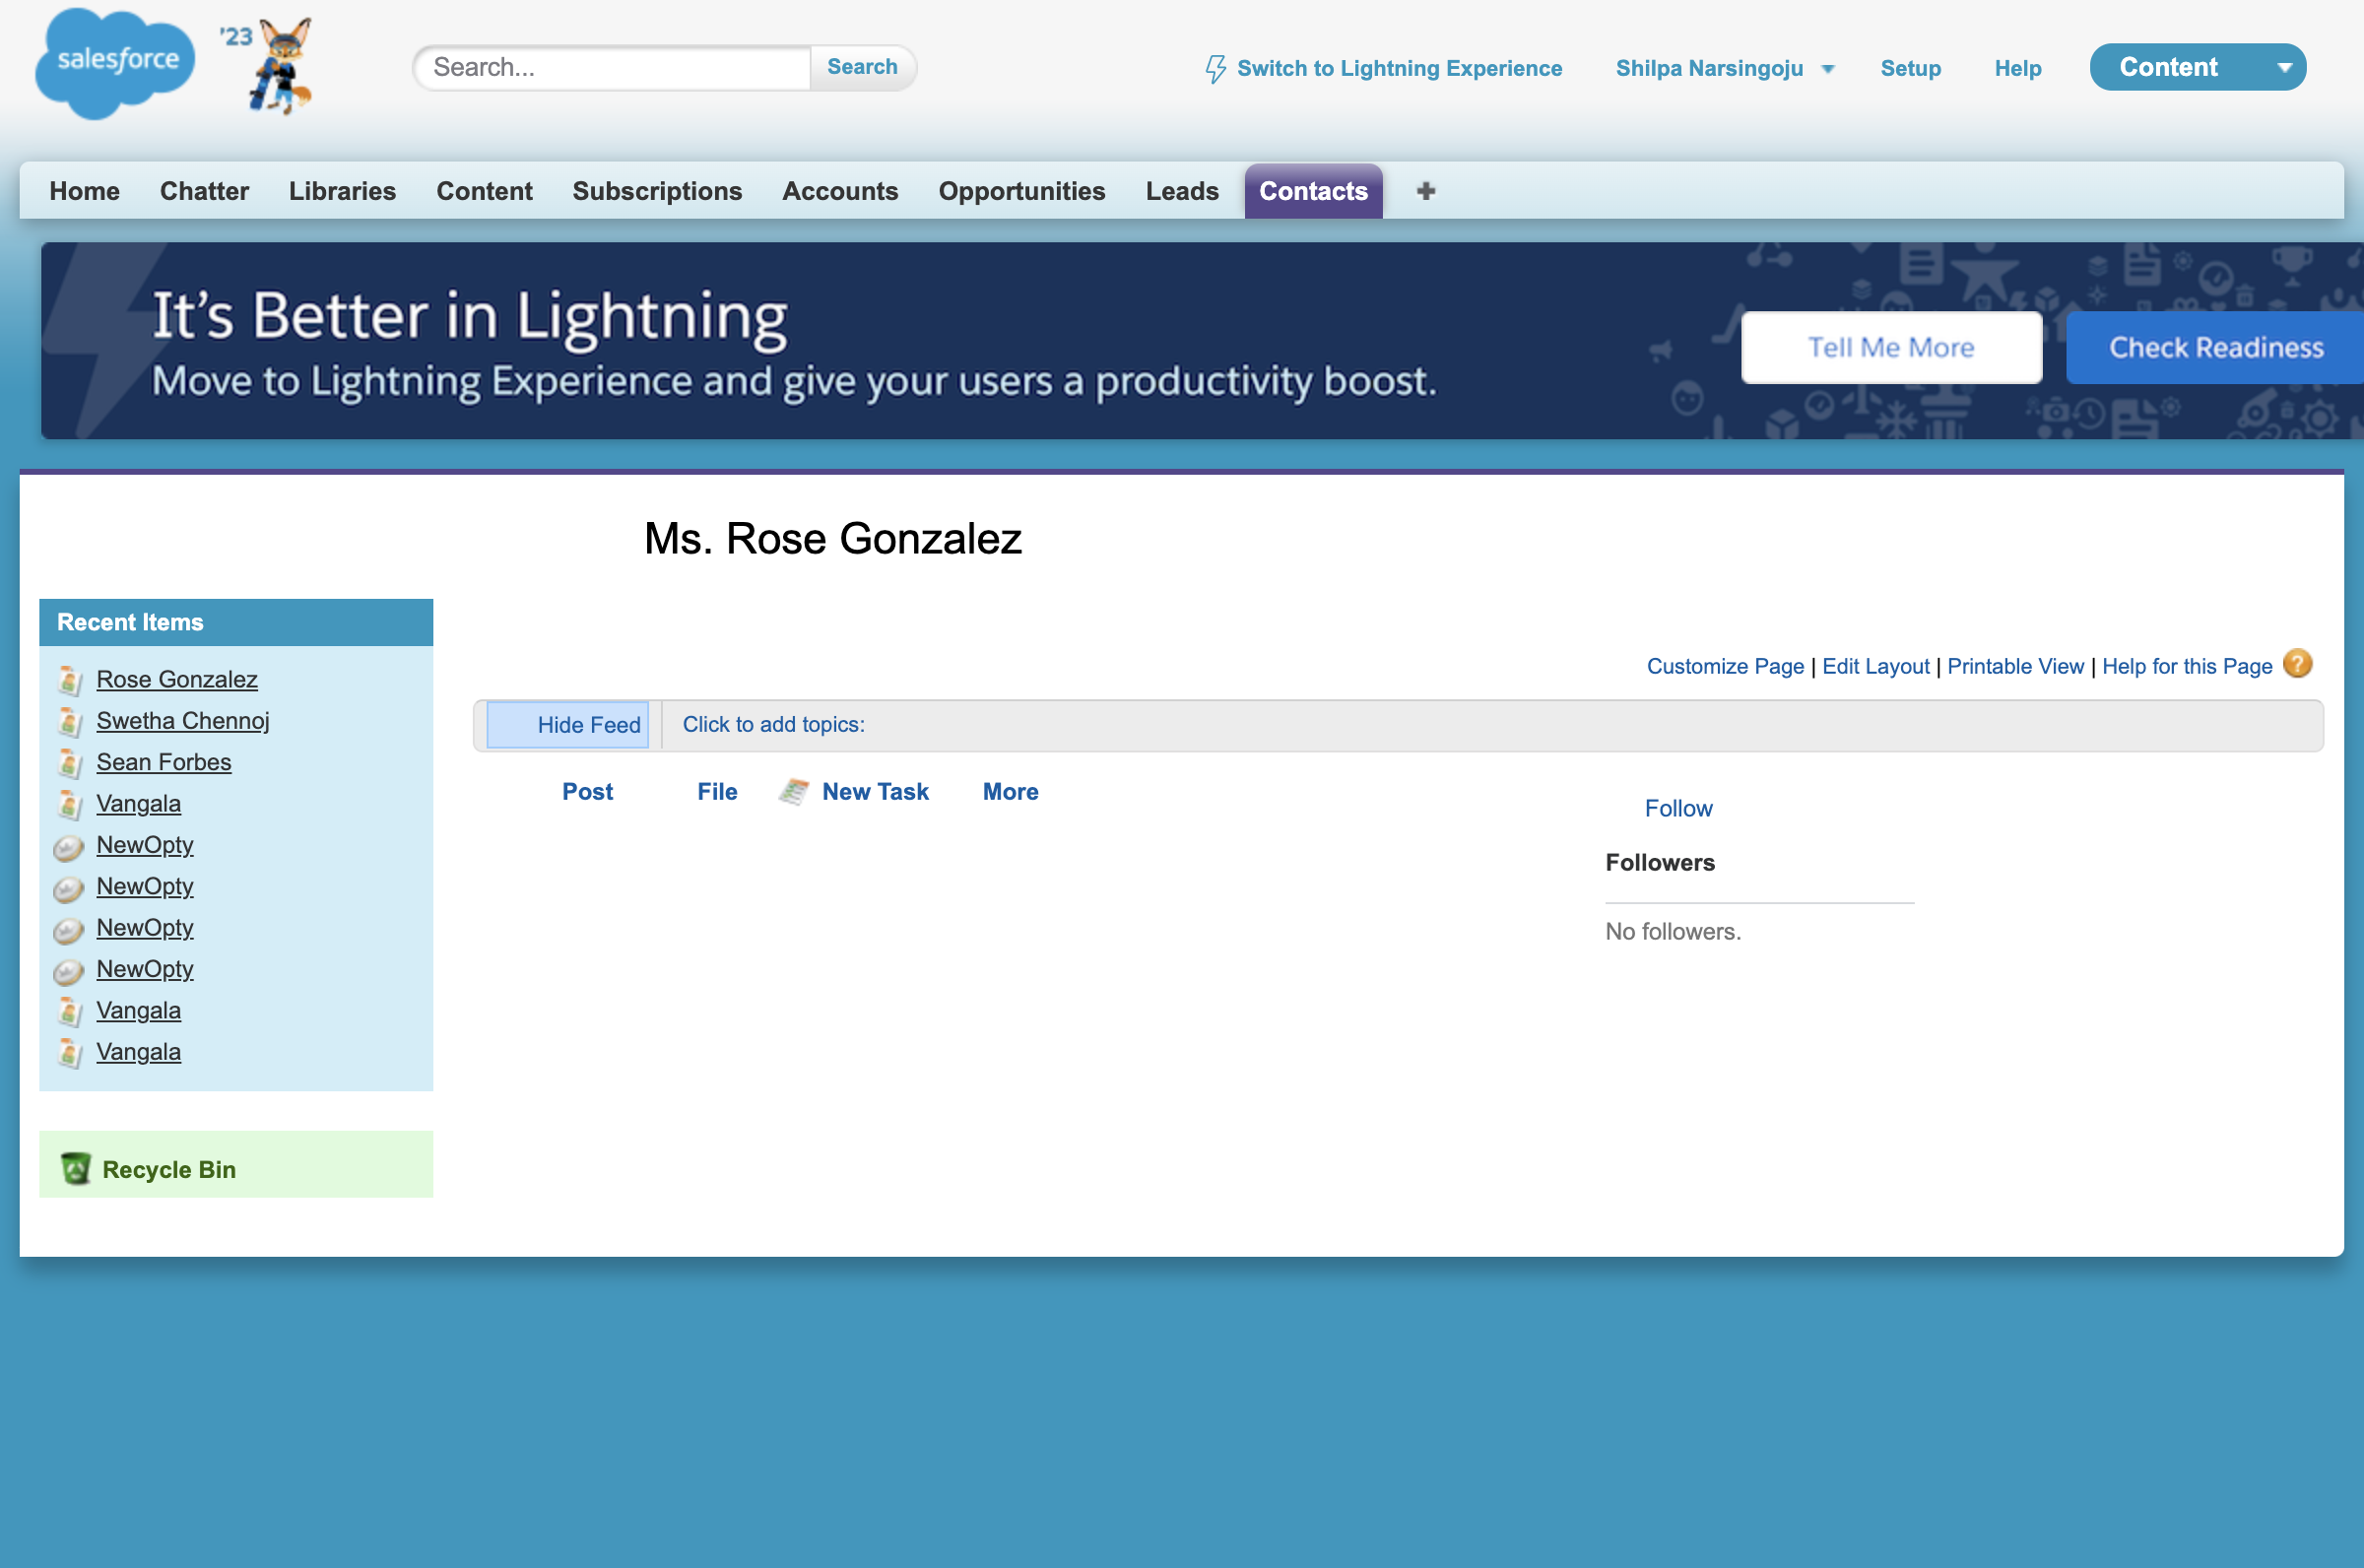 salesforce
'23
Search...
Search
Switch to Lightning Experience
Shilpa Narsingoju
Setup
Help
Content
Home
Chatter
Libraries
Content
Subscriptions
Accounts
Opportunities
Leads
Contacts
It's Better in Lightning
Move to Lightning Experience and give your users a productivity boost.
Tell Me More
Check Readiness
Ms. Rose Gonzalez
Recent Items
Rose Gonzalez
Swetha Chennoj
Sean Forbes
Vangala
NewOpty
NewOpty
NewOpty
NewOpty
Vangala
Vangala
Recycle Bin
Customize Page | Edit Layout | Printable View | Help for this Page ?
Hide Feed
Click to add topics:
Post
File
New Task
More
Follow
Followers
No followers.